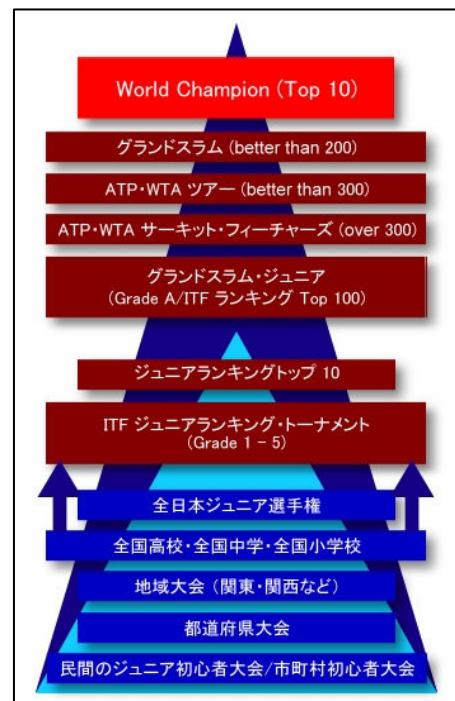 World Champion (Top 10)
グランドスラム (better than 200)
ATP・WTA ツアー (better than 300)
ATP・WTA サーキット・フィーチャーズ (over 300)
グランドスラム・ジュニア
(Grade A/ITF ランキング Top 100)
ジュニアランキングトップ 10
ITF ジュニアランキング・トーナメント
(Grade 1 - 5)
全日本ジュニア選手権
全国高校・全国中学・全国小学校
地域大会 (関東・関西など)
都道府県大会
民間のジュニア初心者大会/市町村初心者大会